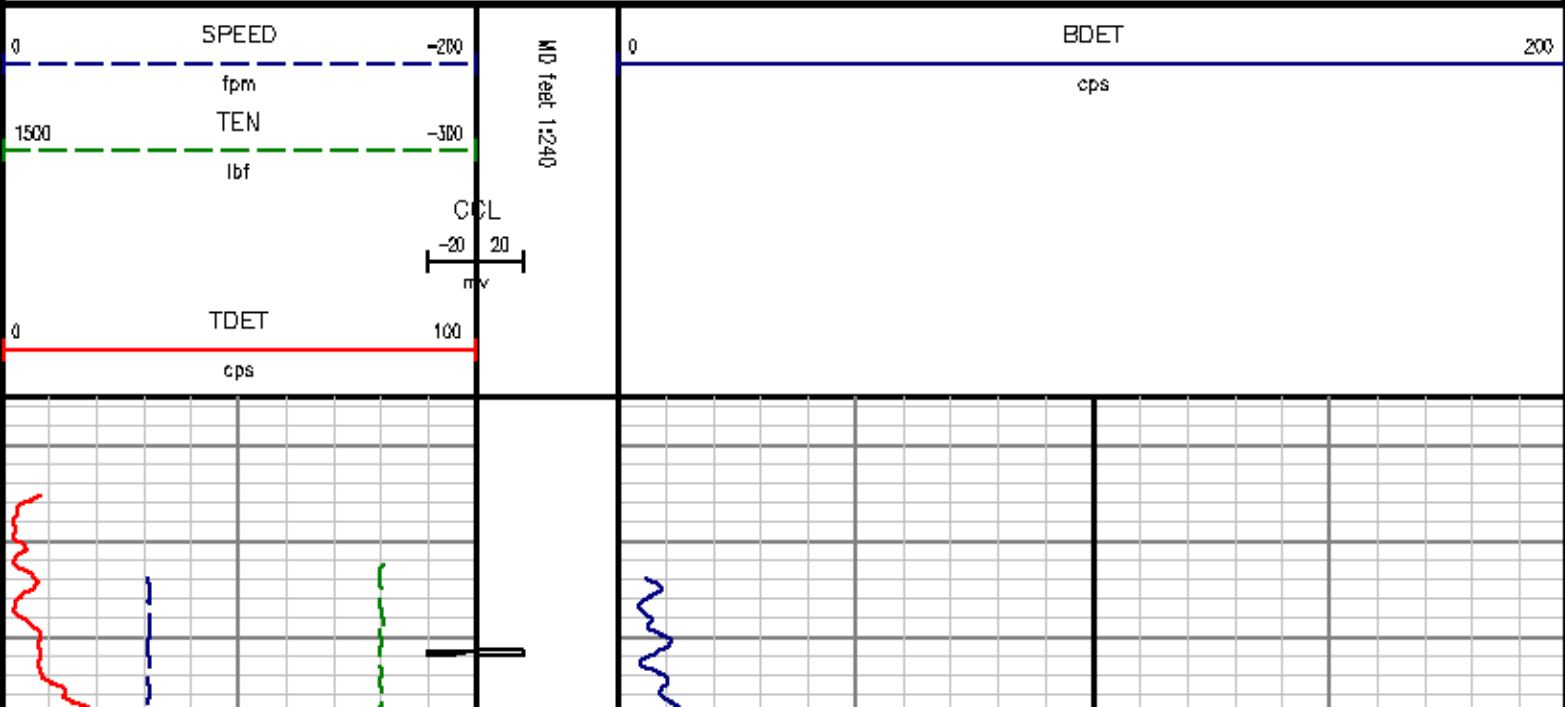 SPEED
0 -200
fpm
TEN
1500 -300
lbf
CCL
-20 20
mv
TDET
0 100
cps
MD feet 1:240
BDET
0 200
cps